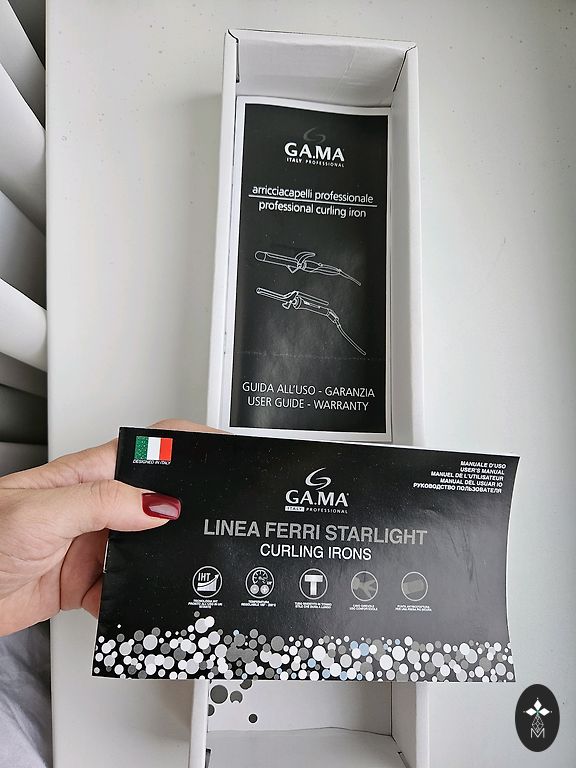 GA.MA
ITALY PROFESSIONAL
arricciacapelli professionale
professional curling iron
GUIDA ALL'USO - GARANZIA
USER GUIDE - WARRANTY
DESIGNED IN ITALY
MANUALE D'USO
USER'S MANUAL
MANUEL DE L'UTILISATEUR
MANUAL DEL USUAR IO
РУКОВОДСТВО ПОЛЬЗОВАТЕЛЯ
GA.MA
ITALY PROFESSIONAL
LINEA FERRI STARLIGHT
CURLING IRONS
IHT
T
M